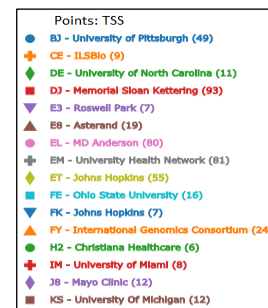 Points: TSS
BJ - University of Pittsburgh (49)
CE - ILSBio (9)
DE - University of North Carolina (11)
DJ - Memorial Sloan Kettering (93)
E3 - Roswell Park (7)
E8 - Asterand (19)
EL - MD Anderson (80)
EM - University Health Network (81)
ET - Johns Hopkins (55)
FE - Ohio State University (16)
FK - Johns Hopkins (7)
FY - International Genomics Consortium (24
H2 - Christiana Healthcare (6)
IM - University of Miami (8)
J8 - Mayo Clinic (12)
KS - University Of Michigan (12)